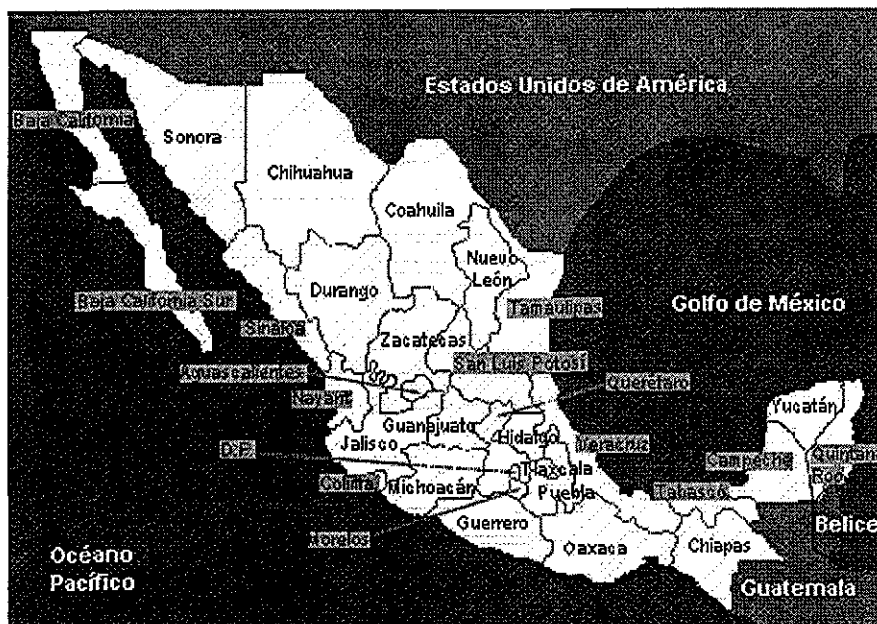 Estados Unidos de América
Baja California
Sonora
Chihuahua
Coahuila
Nuevo
León
Durango
Baja California Sur
Tamaulipas
Golfo de México
Sinaloa
Zacatecas
San Luis Potosí
Aguascalientes
Querétaro
Nayarit
Yucatán
Guanajuato
Hidalgo
Veracruz
Jalisco
D.F.
Campeche
Quintana
Roo
Tlaxcala
Colima
Michoacán
Puebla
Tabasco
Guerrero
Morelos
Belice
Océano
Pacífico
Oaxaca
Chiapas
Guatemala